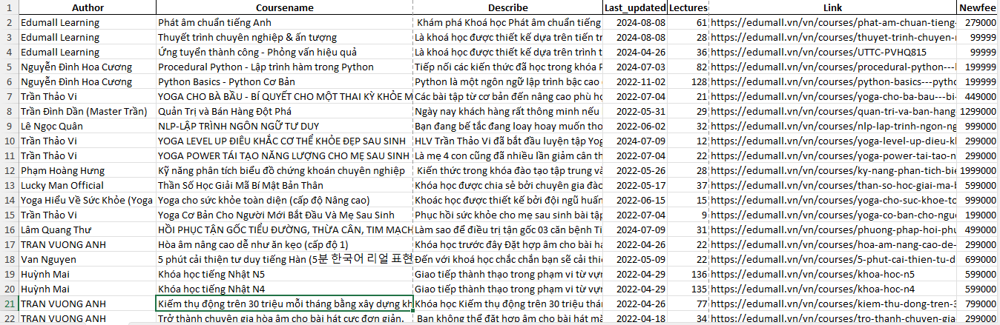 1 Author Coursename Describe Last_updated Lectures Link Newfee
2 Edumall Learning Phát âm chuẩn tiếng Anh Khám phá Khoá học Phát âm chuẩn tiếng 2024-08-08 61 https://edumall.vn/vn/courses/phat-am-chuan-tieng- 279000
3 Edumall Learning Thuyết trình chuyên nghiệp & ấn tượng Là khoá học được thiết kế dựa trên tiến tr 2024-08-08 28 https://edumall.vn/vn/courses/thuyet-trinh-chuyen- 99999
4 Edumall Learning Ứng tuyển thành công - Phỏng vấn hiệu quả Là khoá học được thiết kế dựa trên trình t 2024-04-26 36 https://edumall.vn/vn/courses/UTTC-PVHQ815 99999
5 Nguyễn Đình Hoa Cương Procedural Python - Lập trình hàm trong Python Tiếp nối các kiến thức đã học trong khóa P 2024-07-03 82 https://edumall.vn/vn/courses/procedural-python--- 199999
6 Nguyễn Đình Hoa Cương Python Basics - Python Cơ Bản Python là một ngôn ngữ lập trình bậc cao 2022-11-02 128 https://edumall.vn/vn/courses/python-basics---pytho 199999
7 Trần Thảo Vi YOGA CHO BÀ BẦU - BÍ QUYẾT CHO MỘT THAI KỲ KHỎE M Các bài tập từ cơ bản đến nâng cao phù h 2022-07-04 21 https://edumall.vn/vn/courses/yoga-cho-ba-bau---bi- 449000
8 Trần Đình Dần (Master Trần) Quản Trị và Bán Hàng Đột Phá Ngày nay khách hàng rất thông minh nếu 2022-05-31 29 https://edumall.vn/vn/courses/quan-tri-va-ban-hang 1299000
9 Lê Ngọc Quân NLP-LẬP TRÌNH NGÔN NGỮ TƯ DUY Bạn đang bế tắc đang loay hoay muốn tho 2022-06-02 32 https://edumall.vn/vn/courses/nlp-lap-trinh-ngon-ng 999000
10 Trần Thảo Vi YOGA LEVEL UP ĐIÊU KHẮC CƠ THỂ KHỎE ĐẸP SAU SINH HLV Trần Thảo Vi đã bắt đầu luyện tập Yog 2024-07-09 12 https://edumall.vn/vn/courses/yoga-level-up-dieu-kl 299000
11 Trần Thảo Vi YOGA POWER TÁI TẠO NĂNG LƯỢNG CHO MẸ SAU SINH Là mẹ 4 con cũng đã nhiều lần giảm cân th 2022-07-04 22 https://edumall.vn/vn/courses/yoga-power-tai-tao-n 299000
12 Phạm Hoàng Hưng Kỹ năng phân tích biểu đồ chứng khoán chuyên nghiệp Kiến thức trong khóa đào tạo tập trung và 2022-05-26 28 https://edumall.vn/vn/courses/ky-nang-phan-tich-bie 1999000
13 Lucky Man Official Thần Số Học Giải Mã Bí Mật Bản Thân Khóa học được chia sẻ bởi chuyên gia đào 2022-05-17 37 https://edumall.vn/vn/courses/than-so-hoc-giai-ma-b 599000
14 Yoga Hiểu Về Sức Khỏe (Yoga Yoga cho sức khỏe toàn diện (cấp độ Nâng cao) Khoác học được thiết kế bởi đội ngũ huấn 2022-06-15 15 https://edumall.vn/vn/courses/yoga-cho-suc-khoe-to 999000
15 Trần Thảo Vi Yoga Cơ Bản Cho Người Mới Bắt Đầu Và Mẹ Sau Sinh Phục hồi sức khỏe cho mẹ sau sinh bài tập 2022-07-04 9 https://edumall.vn/vn/courses/yoga-co-ban-cho-ngu 199000
16 Lâm Quang Thư HỒI PHỤC TẬN GỐC TIỂU ĐƯỜNG, THỪA CÂN, TIM MẠCH Làm sao để điều trị tận gốc 03 căn bệnh Ti 2024-07-09 31 https://edumall.vn/vn/courses/phuong-phap-hoi-phu 499000
17 TRAN VUONG ANH Hòa âm nâng cao dễ như ăn kẹo (cấp độ 1) Khóa học trước đây Đặt hợp âm cho bài há 2022-04-26 22 https://edumall.vn/vn/courses/hoa-am-nang-cao-de- 299000
18 Van Nguyen 5 phút cải thiện tư duy tiếng Hàn (5분 한국어 리얼 표현 Đến với khoá học chắc chắn bạn sẽ cải thi 2022-05-09 22 https://edumall.vn/vn/courses/5-phut-cai-thien-tu-d 699000
19 Huỳnh Mai Khóa học tiếng Nhật N5 Giao tiếp thành thạo trong phạm vi từ vựn 2022-04-29 136 https://edumall.vn/vn/courses/khoa-hoc-n5 599000
20 Huỳnh Mai Khóa học tiếng Nhật N4 Giao tiếp thành thạo trong phạm vi từ vựn 2022-04-29 135 https://edumall.vn/vn/courses/khoa-hoc-n4 599000
21 TRAN VUONG ANH Kiếm thụ động trên 30 triệu mỗi tháng bằng xây dựng kh Khóa học Kiếm thụ động trên 30 triệu thán 2022-04-26 77 https://edumall.vn/vn/courses/kiem-thu-dong-tren-3 799000
22 TRAN VUONG ANH Trở thành chuyên gia hòa âm cho bài hát cực đơn giản. Bạn không thể đặt hợp âm cho bài hát mà 2022-04-18 34 https://edumall.vn/vn/courses/tro-thanh-chuyen-gia- 299000